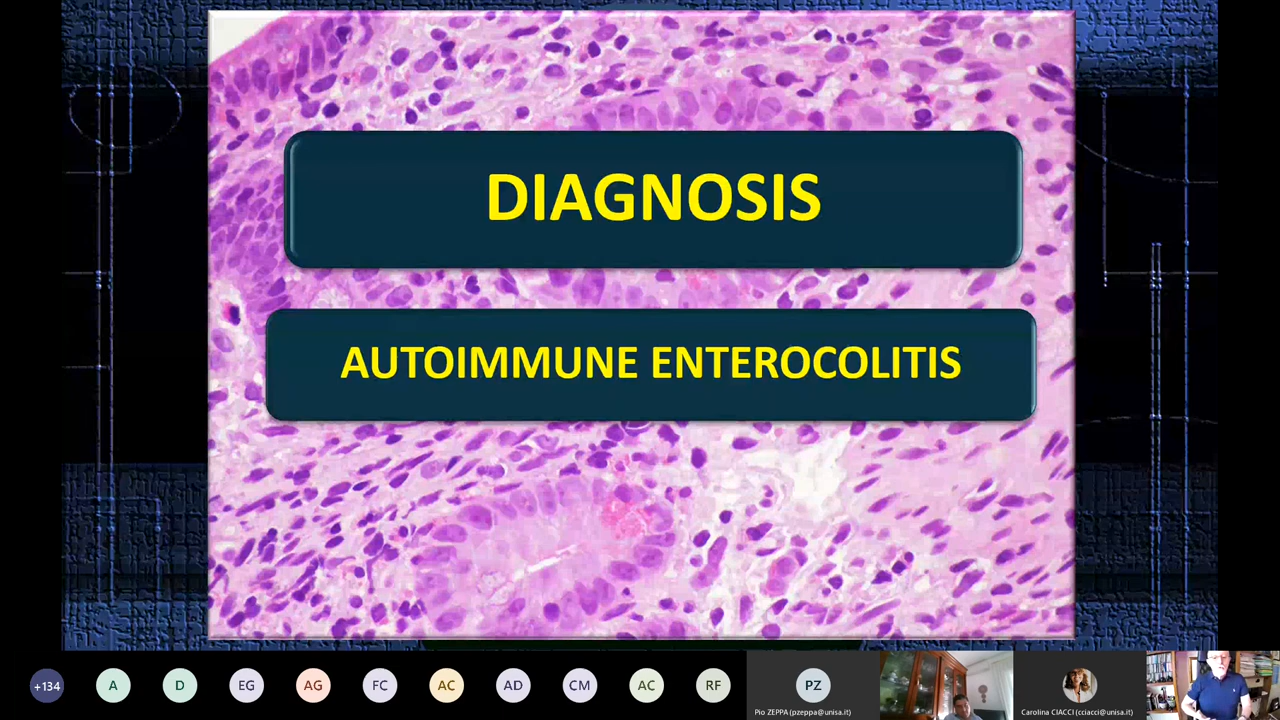 DIAGNOSIS
AUTOIMMUNE ENTEROCOLITIS
+134
A
D
EG
AG
FC
AC
AD
CM
AC
RF
PZ
Pio ZEPPA (pzeppa@unisa.it)
Carolina CIACCI (cciacci@unisa.it)